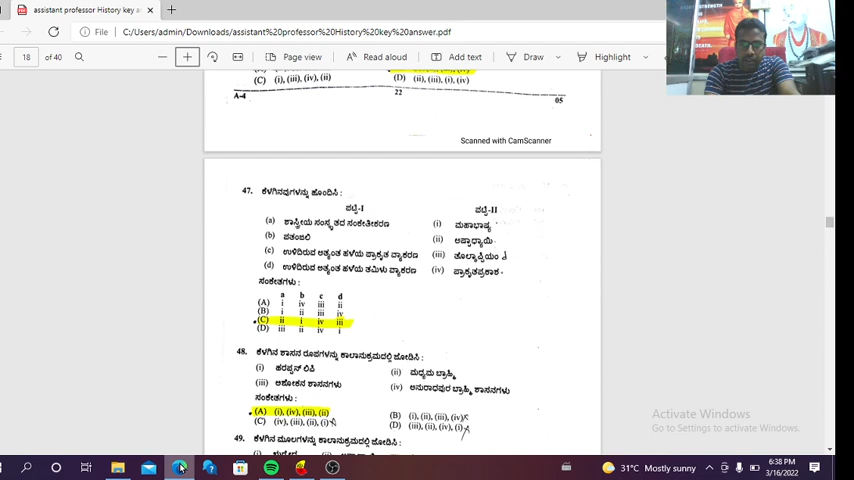 assistant professor History key a
File | C:/Users/admin/Downloads/assistant%20professor%20History%20key%20answer.pdf
18 of 40 Page view Read aloud Add text Draw Highlight
(C) (i), (iii), (iv), (ii) (D) (ii), (iii), (i), (iv)
A-4 22 05
Scanned with CamScanner
47. ಕೆಳಗಿನವುಗಳನ್ನು ಹೊಂದಿಸಿ :
ಪಟ್ಟಿ-I ಪಟ್ಟಿ-II
(a) ಶಾಸ್ತ್ರೀಯ ಸಂಸ್ಕೃತದ ಸಂಕೇತೀಕರಣ (i) ಮಹಾಭಾಷ್ಯ
(b) ಪತಂಜಲಿ (ii) ಅಷ್ಟಾಧ್ಯಾಯಿ
(c) ಉಳಿದಿರುವ ಅತ್ಯಂತ ಹಳೆಯ ಪ್ರಾಕೃತ ವ್ಯಾಕರಣ (iii) ತೊಲ್ಕಾಪ್ಪಿಯಂ
(d) ಉಳಿದಿರುವ ಅತ್ಯಂತ ಹಳೆಯ ತಮಿಳು ವ್ಯಾಕರಣ (iv) ಪ್ರಾಕೃತಪ್ರಕಾಶ
ಸಂಕೇತಗಳು :
a b c d
(A) i iv iii ii
(B) i ii iii iv
(C) ii i iv iii
(D) iii ii iv i
48. ಕೆಳಗಿನ ಶಾಸನ ರೂಪಗಳನ್ನು ಕಾಲಾನುಕ್ರಮದಲ್ಲಿ ಜೋಡಿಸಿ :
(i) ಹರಪ್ಪನ್ ಲಿಪಿ (ii) ಮಧ್ಯಮ ಬ್ರಾಹ್ಮಿ
(iii) ಅಶೋಕನ ಶಾಸನಗಳು (iv) ಅನುರಾಧಪುರ ಬ್ರಾಹ್ಮಿ ಶಾಸನಗಳು
ಸಂಕೇತಗಳು :
(A) (i), (iv), (iii), (ii) (B) (i), (ii), (iii), (iv)
(C) (iv), (iii), (ii), (i) (D) (iii), (ii), (iv), (i)
49. ಕೆಳಗಿನ ಮೂಲಗಳನ್ನು ಕಾಲಾನುಕ್ರಮದಲ್ಲಿ ಜೋಡಿಸಿ :
Activate Windows
Go to Settings to activate Windows.
31°C Mostly sunny
6:38 PM
3/16/2022